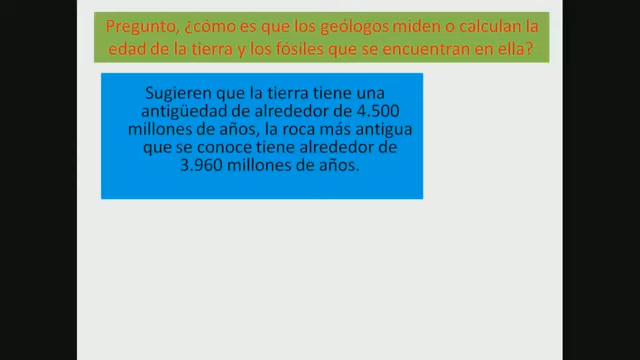 Pregunto, ¿cómo es que los geólogos miden o calculan la
edad de la tierra y los fósiles que se encuentran en ella?
Sugieren que la tierra tiene una
antigüedad de alrededor de 4.500
millones de años, la roca más antigua
que se conoce tiene alrededor de
3.960 millones de años.